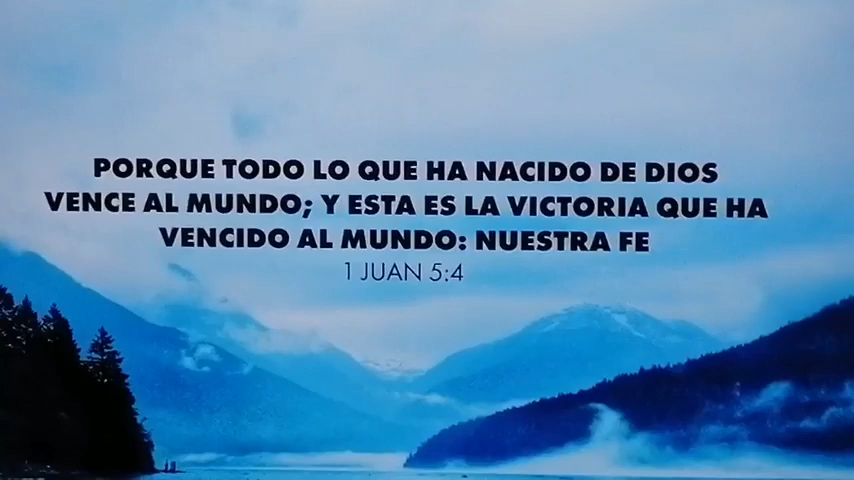 PORQUE TODO LO QUE HA NACIDO DE DIOS
VENCE AL MUNDO; Y ESTA ES LA VICTORIA QUE HA
VENCIDO AL MUNDO: NUESTRA FE
1 JUAN 5:4